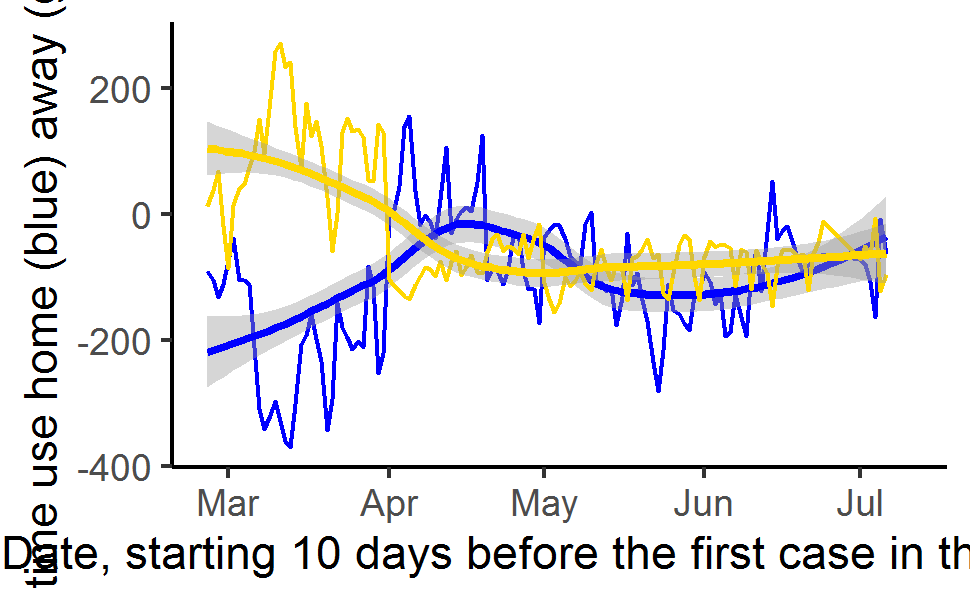 time use home (blue) away (
200
0
-200
-400
Mar Apr May Jun Jul
Date, starting 10 days before the first case in th